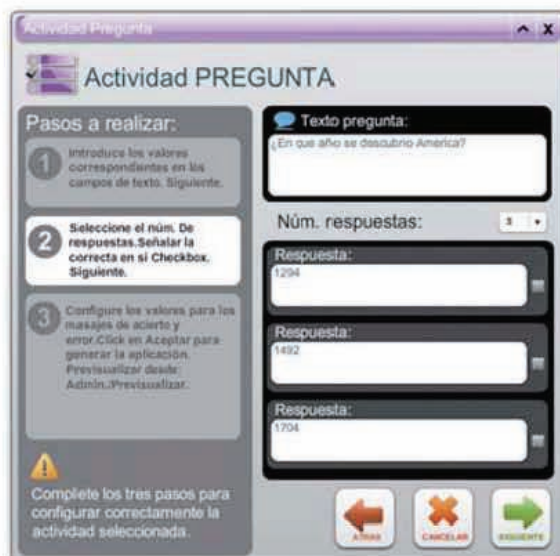 Actividad Pregunta
Actividad PREGUNTA
Pasos a realizar:
1
Introduce los valores
correspondientes en los
campos de texto. Siguiente.
2
Seleccione el núm. De
respuestas.Señalar la
correcta en si Checkbox.
Siguiente.
3
Configure los valores para los
masajes de acierto y
error.Click en Aceptar para
generar la aplicación.
Previsualizar desde:
Admin./Previsualizar.
Complete los tres pasos para
configurar correctamente la
actividad seleccionada.
Texto pregunta:
¿En que año se descubrio America?
Núm. respuestas: 3
Respuesta:
1294
Respuesta:
1492
Respuesta:
1704
ATRAS CANCELAR SIGUIENTE